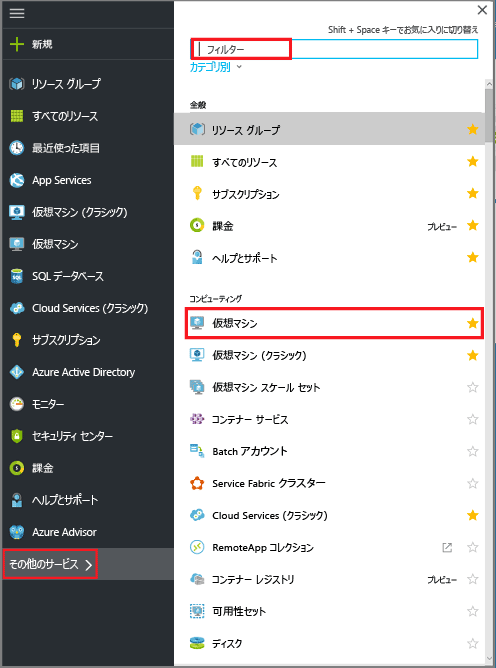 新規
リソース グループ
すべてのリソース
最近使った項目
App Services
仮想マシン (クラシック)
仮想マシン
SQL データベース
Cloud Services (クラシック)
サブスクリプション
Azure Active Directory
モニター
セキュリティ センター
課金
ヘルプとサポート
Azure Advisor
その他のサービス
Shift + Space キーでお気に入りに切り替え
フィルター
カテゴリ別
全般
リソース グループ
すべてのリソース
サブスクリプション
課金 プレビュー
ヘルプとサポート
コンピューティング
仮想マシン
仮想マシン (クラシック)
仮想マシン スケール セット
コンテナー サービス
Batch アカウント
Service Fabric クラスター
Cloud Services (クラシック)
RemoteApp コレクション
コンテナー レジストリ プレビュー
可用性セット
ディスク